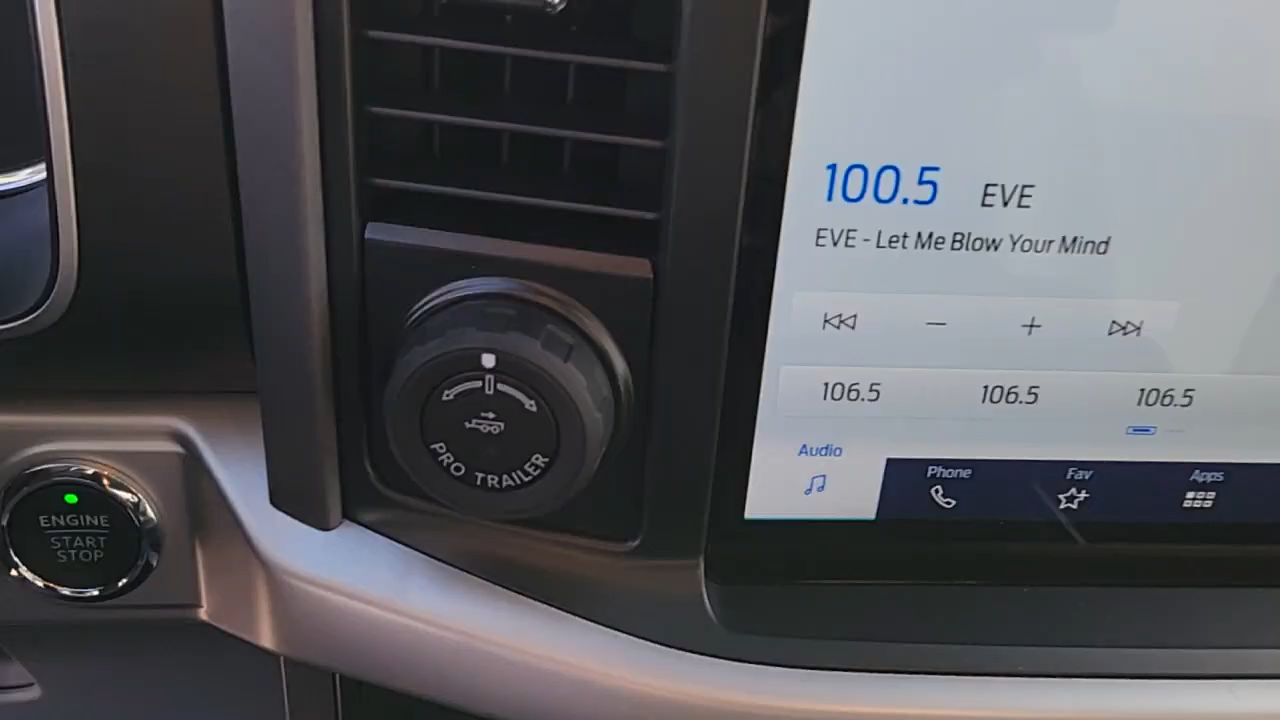 100.5 EVE
EVE - Let Me Blow Your Mind
106.5 106.5 106.5
Audio Phone Fav Apps
PRO TRAILER
ENGINE
START
STOP